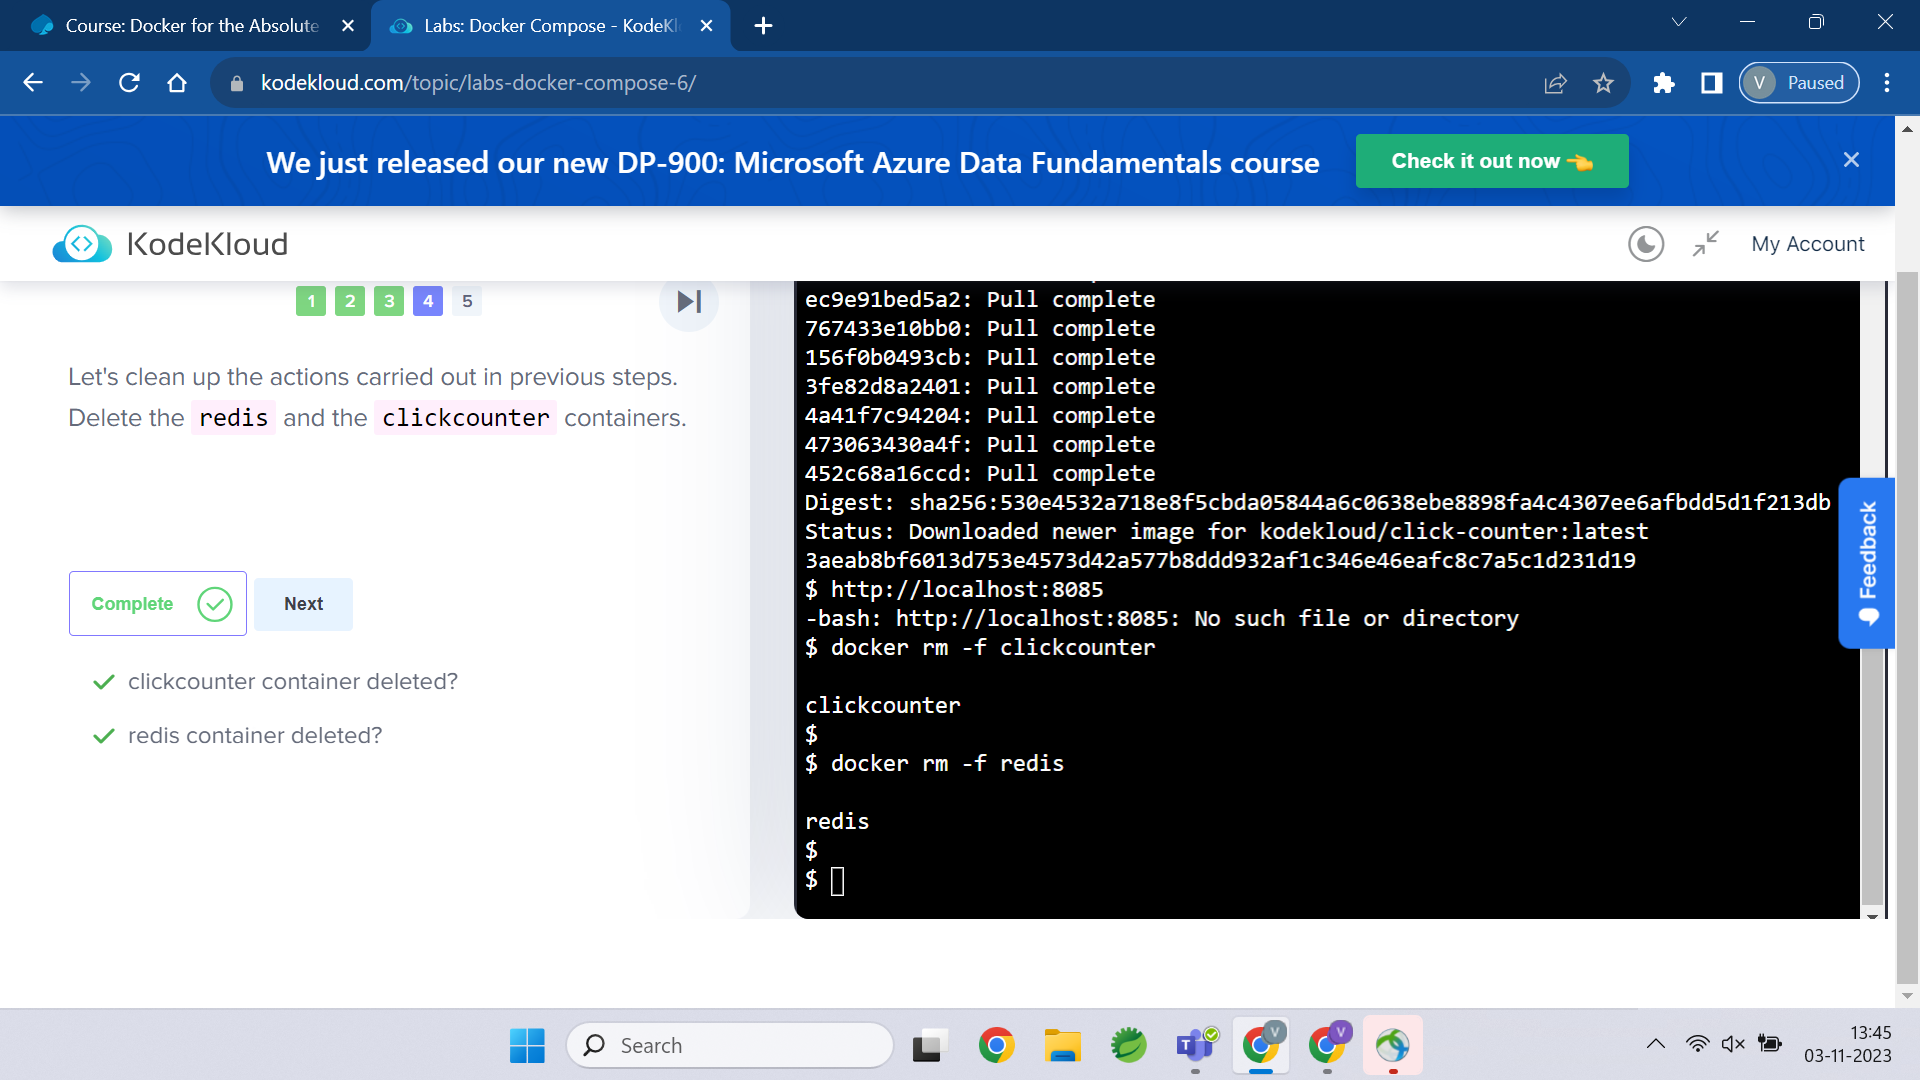 Course: Docker for the Absolute
Labs: Docker Compose - KodeKl
kodekloud.com/topic/labs-docker-compose-6/
V Paused
We just released our new DP-900: Microsoft Azure Data Fundamentals course
Check it out now 👈
KodeKloud
My Account
1 2 3 4 5
Let's clean up the actions carried out in previous steps.
Delete the redis and the clickcounter containers.
Complete
Next
clickcounter container deleted?
redis container deleted?
ec9e91bed5a2: Pull complete
767433e10bb0: Pull complete
156f0b0493cb: Pull complete
3fe82d8a2401: Pull complete
4a41f7c94204: Pull complete
473063430a4f: Pull complete
452c68a16ccd: Pull complete
Digest: sha256:530e4532a718e8f5cbda05844a6c0638ebe8898fa4c4307ee6afbdd5d1f213db
Status: Downloaded newer image for kodekloud/click-counter:latest
3aeab8bf6013d753e4573d42a577b8ddd932af1c346e46eafc8c7a5c1d231d19
$ http://localhost:8085
-bash: http://localhost:8085: No such file or directory
$ docker rm -f clickcounter
clickcounter
$
$ docker rm -f redis
redis
$
$
Feedback
Search
T
V
V
13:45
03-11-2023